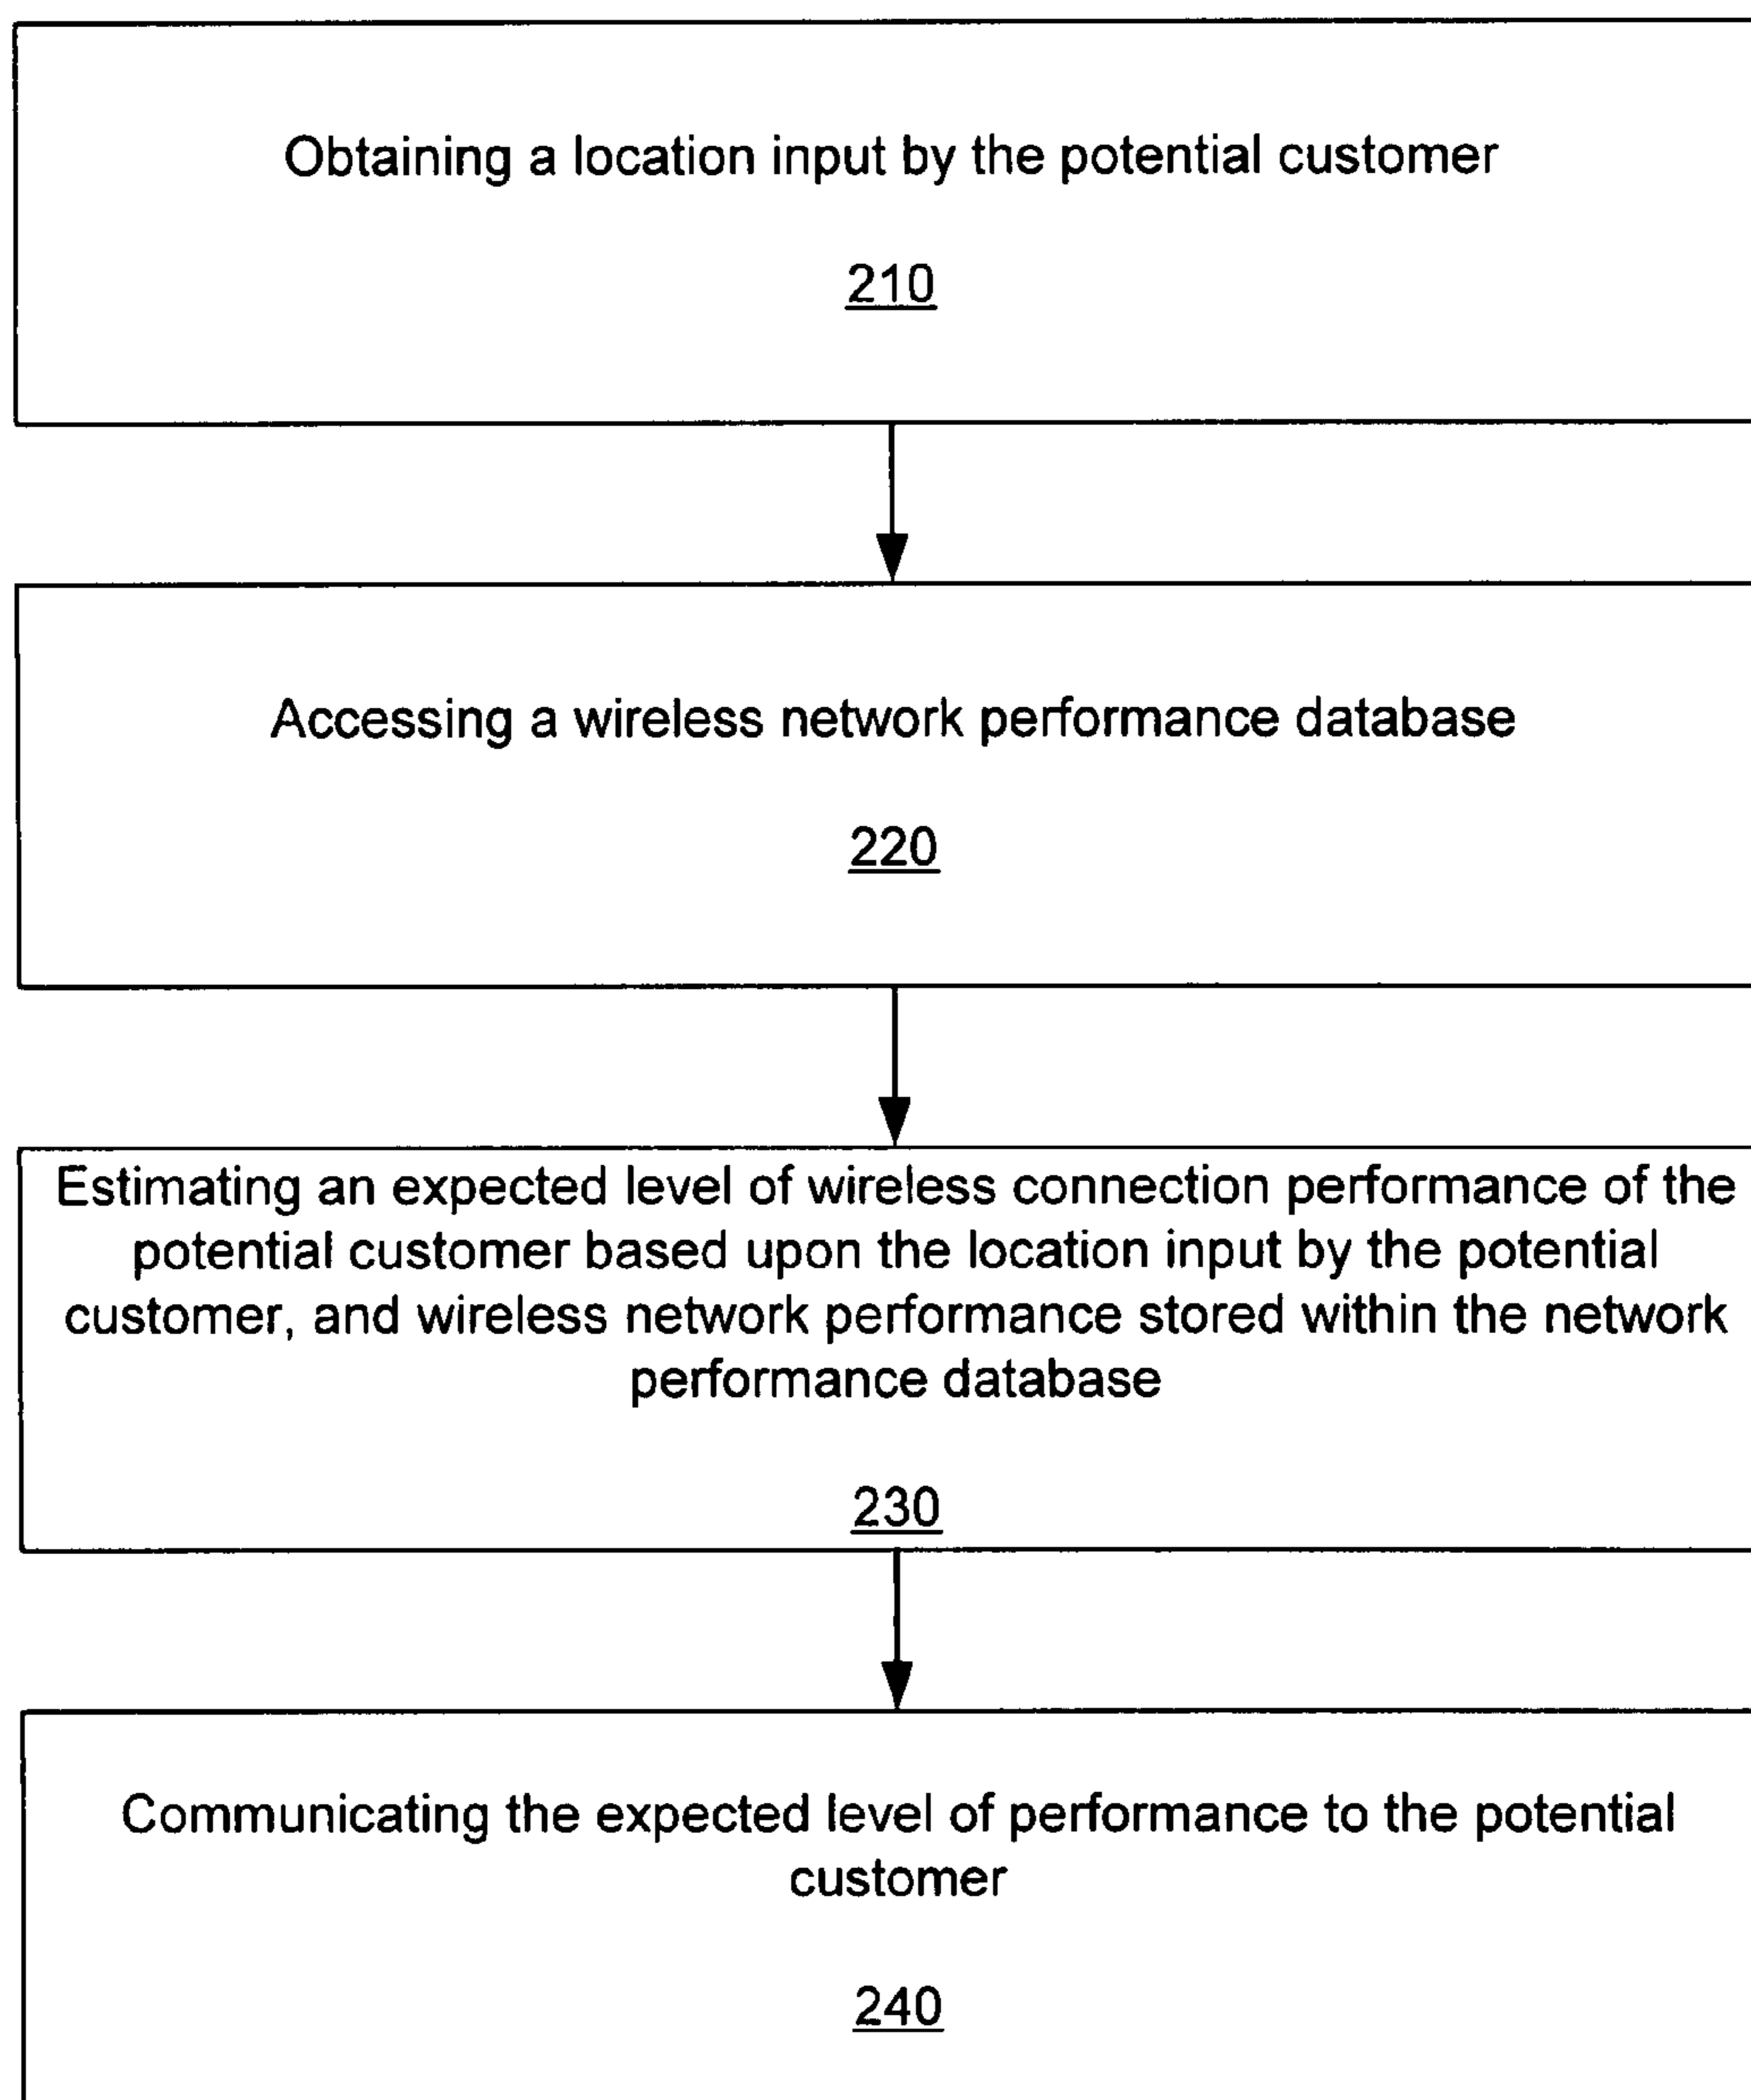 Obtaining a location input by the potential customer
210
Accessing a wireless network performance database
220
Estimating an expected level of wireless connection performance of the
potential customer based upon the location input by the potential
customer, and wireless network performance stored within the network
performance database
230
Communicating the expected level of performance to the potential
customer
240